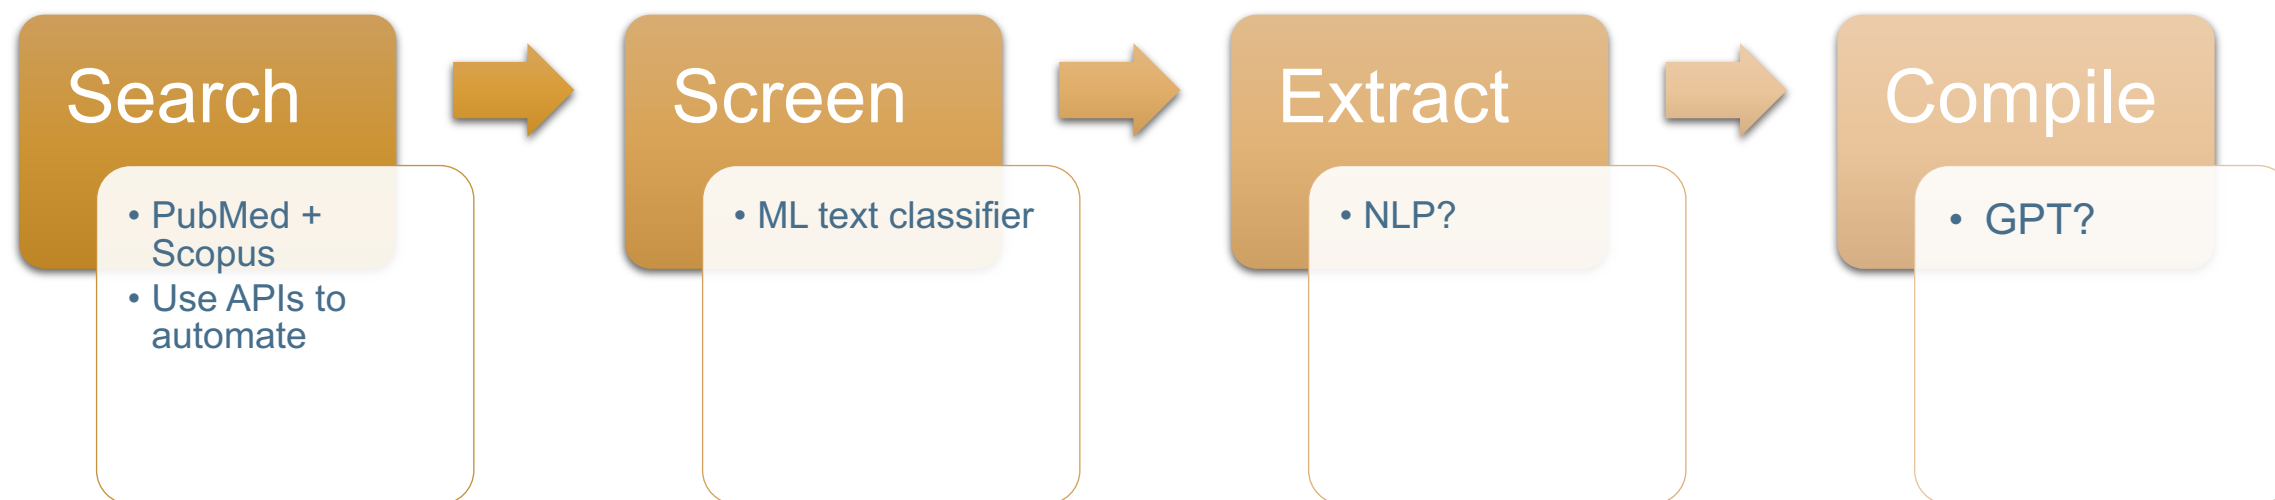 Search
• PubMed +
Scopus
• Use APIs to
automate
Screen
• ML text classifier
Extract
• NLP?
Compile
• GPT?